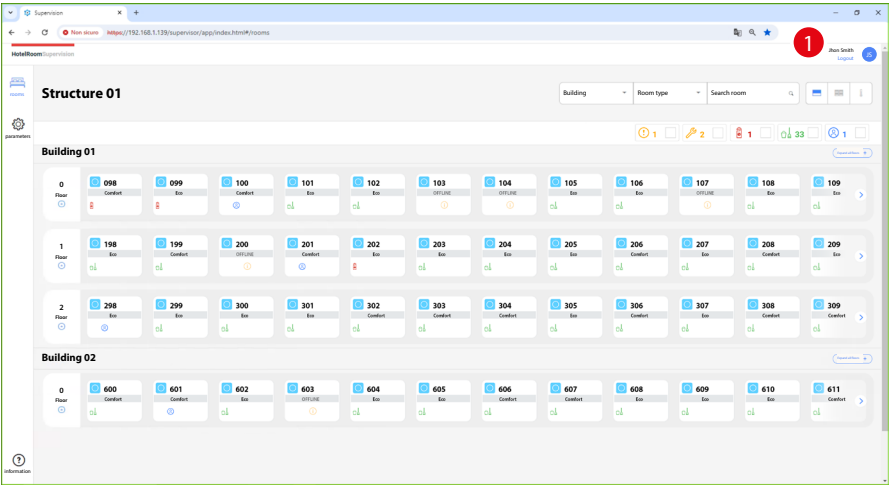 Supervision
Non sicuro https://192.168.1.139/supervisor/app/index.html#/rooms
1
HotelRoomSupervision
Jhon Smith
Logout
JS
rooms
parameters
information
Structure 01
Building
Room type
Search room
1
2
1
33
1
Building 01
0 Floor
098 099 100 101 102 103 104 105 106 107 108 109
Comfort Eco Comfort Eco Eco OFFLINE OFFLINE Eco Eco OFFLINE Eco Eco
1 Floor
198 199 200 201 202 203 204 205 206 207 208 209
Eco Comfort OFFLINE Comfort Eco Eco Eco Eco Comfort Eco Comfort Eco
2 Floor
298 299 300 301 302 303 304 305 306 307 308 309
Eco Eco Eco Eco Comfort Comfort Comfort Eco Comfort Eco Comfort Comfort
Building 02
0 Floor
600 601 602 603 604 605 606 607 608 609 610 611
Comfort Comfort Eco OFFLINE Eco Eco Comfort Comfort Eco Eco Eco Comfort